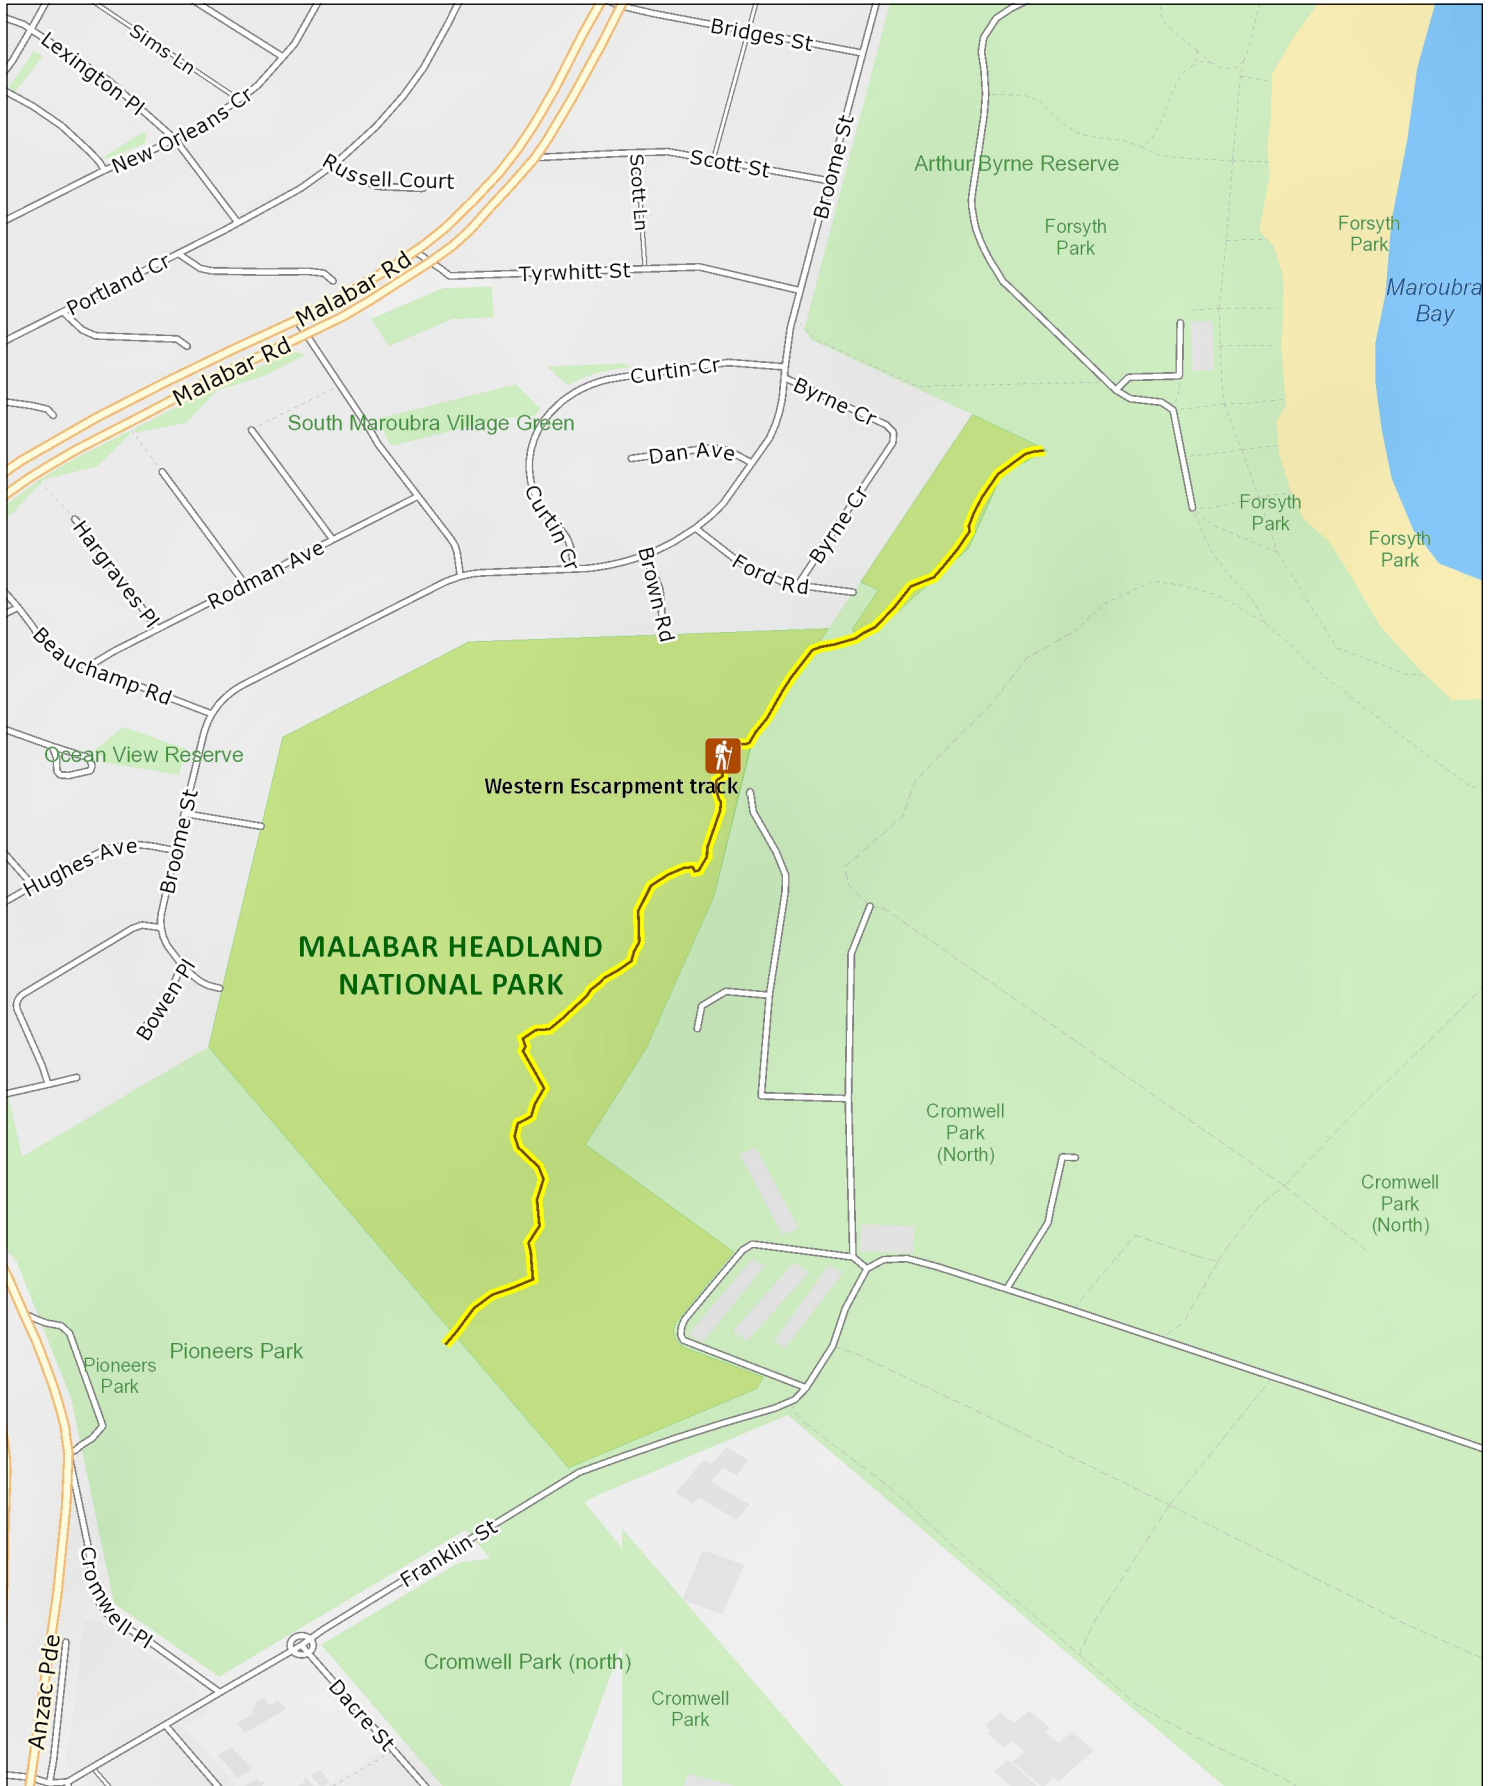 Bridges St
Sims Ln
Lexington Pl
New Orleans Cr
Russell Court
Scott St
Scott Ln
Broome St
Arthur Byrne Reserve
Forsyth
Park
Forsyth
Park
Maroubra
Bay
Portland Cr
Malabar Rd
Tyrwhitt St
Malabar Rd
Curtin Cr
Byrne Cr
South Maroubra Village Green
Dan Ave
Curtin Cr
Byrne Cr
Forsyth
Park
Forsyth
Park
Hargraves Pl
Rodman Ave
Brown Rd
Ford Rd
Beauchamp Rd
Ocean View Reserve
Western Escarpment track
Broome St
Hughes Ave
MALABAR HEADLAND
NATIONAL PARK
Bowen Pl
Cromwell
Park
(North)
Cromwell
Park
(North)
Pioneers Park
Pioneers
Park
Franklin St
Cromwell Pl
Anzac Pde
Cromwell Park (north)
Dacre St
Cromwell
Park